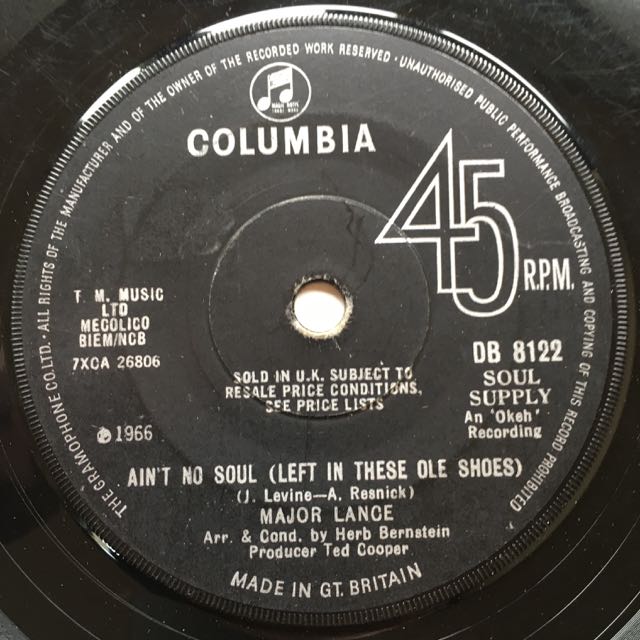 THE GRAMOPHONE CO. LTD. · ALL RIGHTS OF THE MANUFACTURER AND OF THE OWNER OF THE RECORDED WORK RESERVED · UNAUTHORISED PUBLIC PERFORMANCE BROADCASTING AND COPYING OF THIS RECORD PROHIBITED
COLUMBIA
45
R.P.M.
T. M. MUSIC
LTD
MECOLICO
BIEM/NCB
7XCA 26806
SOLD IN U.K. SUBJECT TO
RESALE PRICE CONDITIONS,
SEE PRICE LISTS
DB 8122
SOUL
SUPPLY
An 'Okeh'
Recording
℗ 1966
AIN'T NO SOUL (LEFT IN THESE OLE SHOES)
(J. Levine—A. Resnick)
MAJOR LANCE
Arr. & Cond. by Herb Bernstein
Producer Ted Cooper
MADE IN GT. BRITAIN